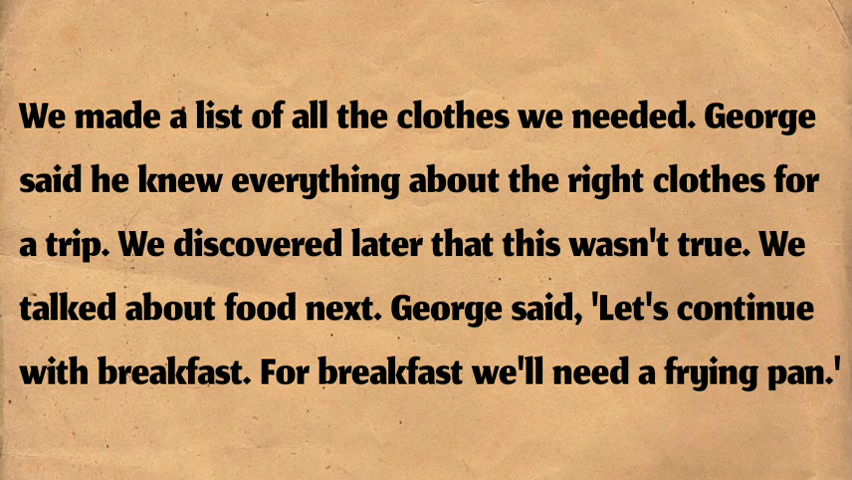 We made a list of all the clothes we needed. George
said he knew everything about the right clothes for
a trip. We discovered later that this wasn't true. We
talked about food next. George said, 'Let's continue
with breakfast. For breakfast we'll need a frying pan.'